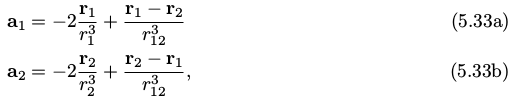 a₁ = −2 r₁/r₁³ + (r₁ − r₂)/r₁₂³ (5.33a)
a₂ = −2 r₂/r₂³ + (r₂ − r₁)/r₁₂³, (5.33b)